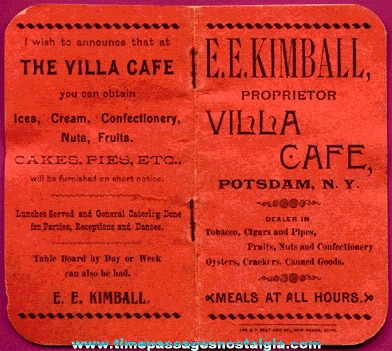 I wish to announce that at
THE VILLA CAFE
you can obtain
Ices, Cream, Confectionery,
Nuts, Fruits.
CAKES, PIES, ETC.,
will be furnished on short notice.
Lunches Served and General Catering Done
for Parties, Receptions and Dances.
Table Board by Day or Week
can also be had.
E. E. KIMBALL.
E.E.KIMBALL,
PROPRIETOR
VILLA
CAFE,
POTSDAM, N. Y.
DEALER IN
Tobacco, Cigars and Pipes,
Fruits, Nuts and Confectionery
Oysters, Crackers, Canned Goods.
MEALS AT ALL HOURS.
www.timepassagesnostalgia.com